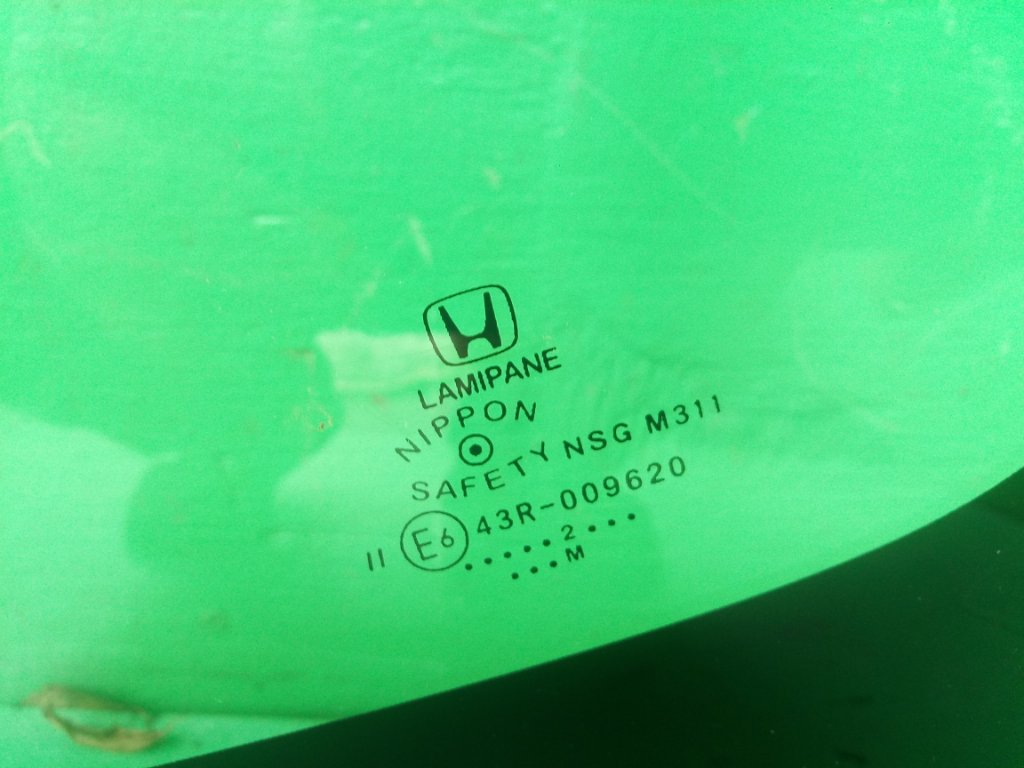 LAMIPANE
NIPPON
SAFETY NSG M311
II E6 43R-009620
.....2...
...M